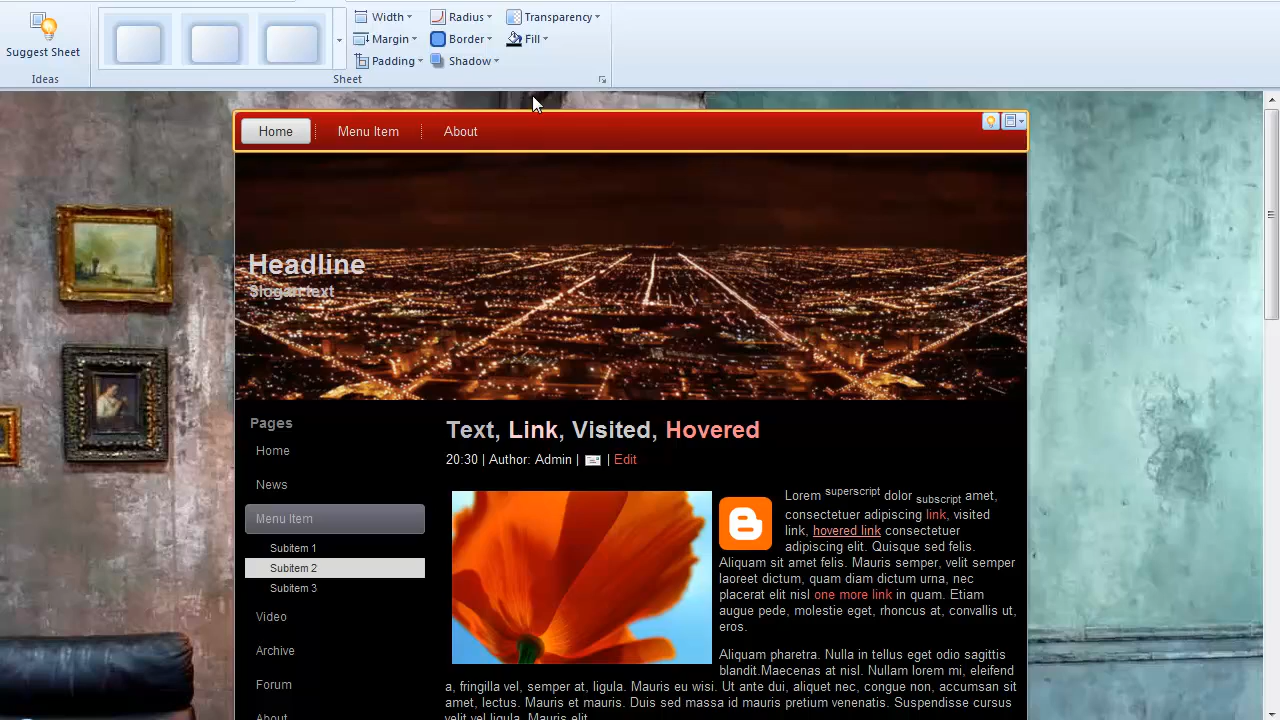 Suggest Sheet
Ideas
Width
Margin
Padding
Radius
Border
Shadow
Transparency
Fill
Sheet
Home
Menu Item
About
Headline
Slogan text
Pages
Home
News
Menu Item
Subitem 1
Subitem 2
Subitem 3
Video
Archive
Forum
About
Text, Link, Visited, Hovered
20:30 | Author: Admin | | Edit
Lorem superscript dolor subscript amet,
consectetuer adipiscing link, visited
link, hovered link consectetuer
adipiscing elit. Quisque sed felis.
Aliquam sit amet felis. Mauris semper, velit semper
laoreet dictum, quam diam dictum urna, nec
placerat elit nisl one more link in quam. Etiam
augue pede, molestie eget, rhoncus at, convallis ut,
eros.
Aliquam pharetra. Nulla in tellus eget odio sagittis
blandit.Maecenas at nisl. Nullam lorem mi, eleifend
a, fringilla vel, semper at, ligula. Mauris eu wisi. Ut ante dui, aliquet nec, congue non, accumsan sit
amet, lectus. Mauris et mauris. Duis sed massa id mauris pretium venenatis. Suspendisse cursus
velit vel ligula. Mauris elit